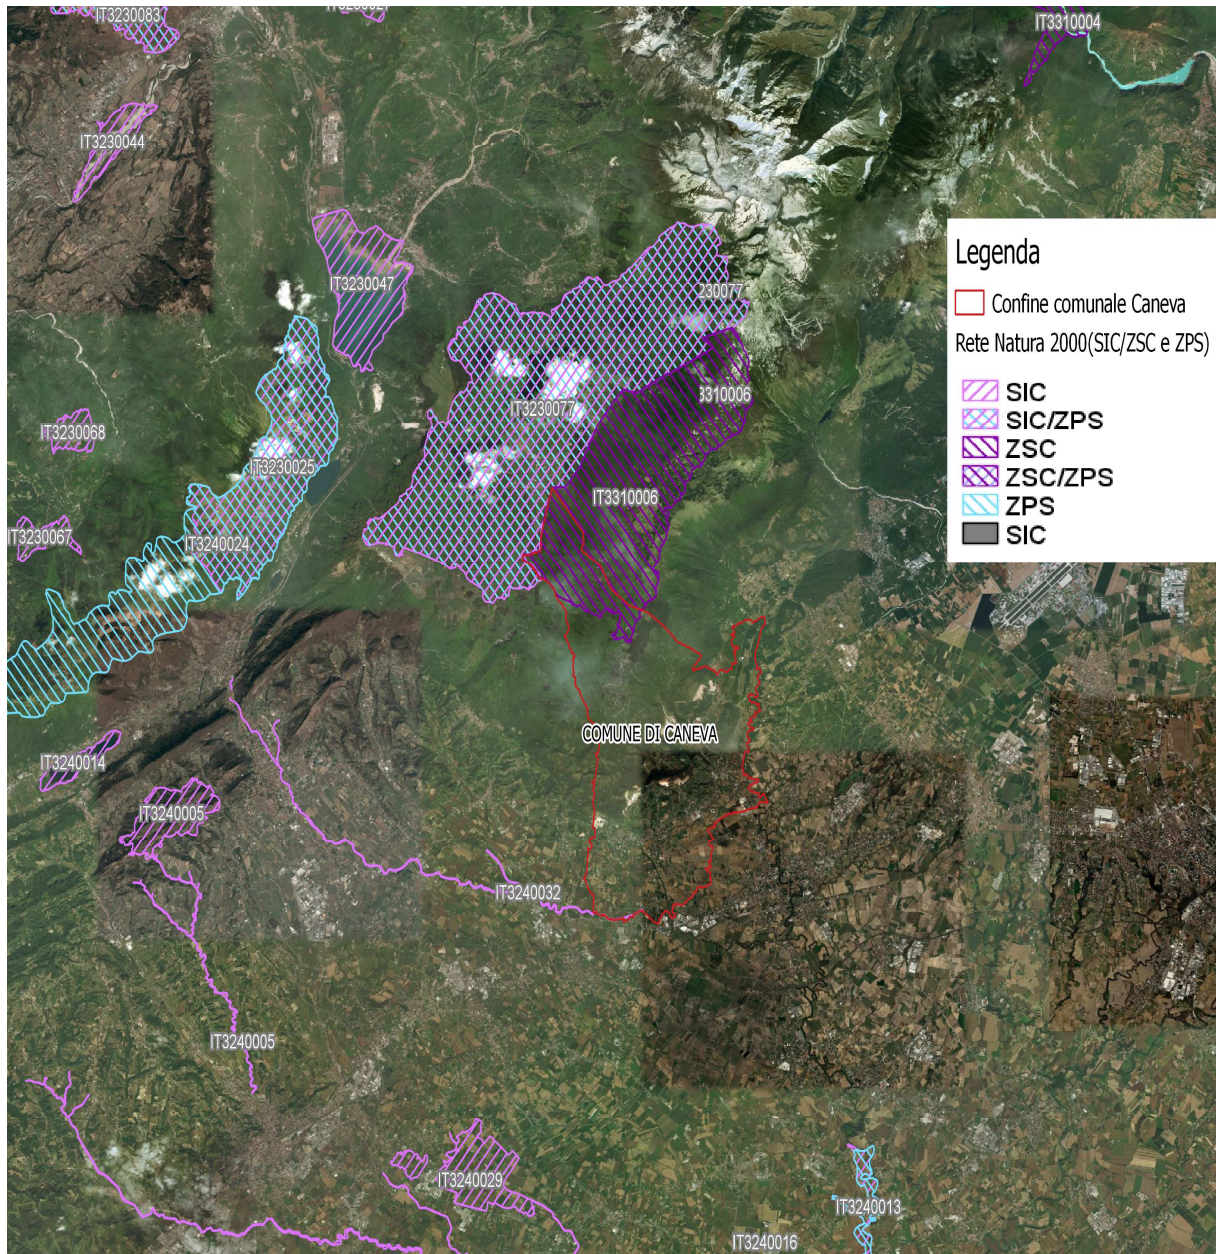 IT3230083
IT3310004
IT3230044
IT3230047
Legenda
Confine comunale Caneva
Rete Natura 2000(SIC/ZSC e ZPS)
SIC
SIC/ZPS
ZSC
ZSC/ZPS
ZPS
SIC
230077
3310006
IT3230077
IT3230068
IT3230025
IT3310006
IT3230067
IT3240024
COMUNE DI CANEVA
IT3240014
IT3240005
IT3240032
IT3240005
IT3240029
IT3240013
IT3240016